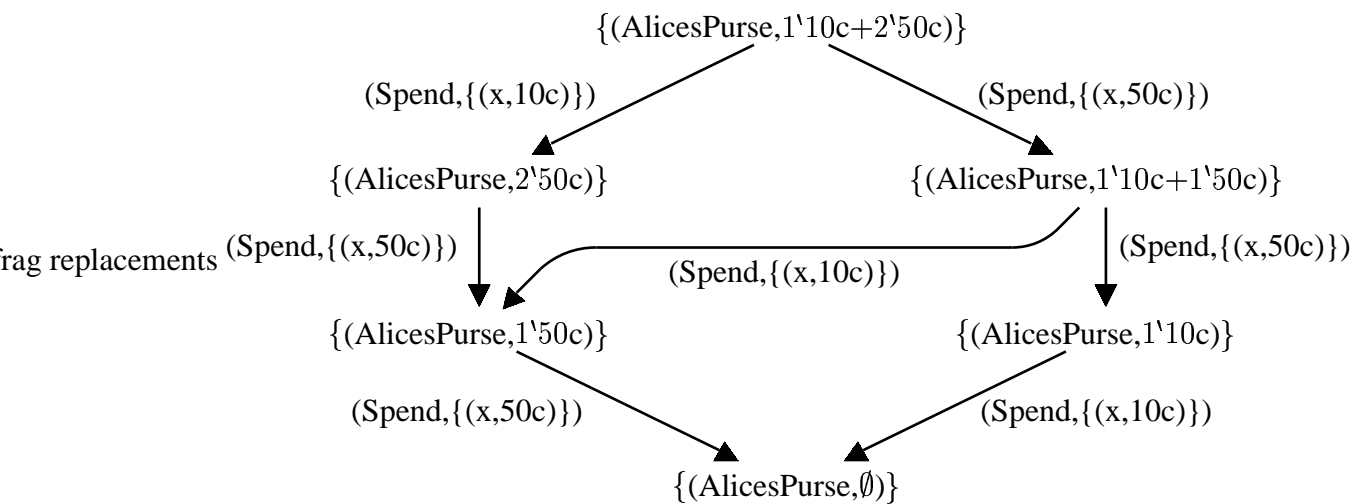 {(AlicesPurse,1`10c+2`50c)}
(Spend,{(x,10c)}) (Spend,{(x,50c)})
{(AlicesPurse,2`50c)} {(AlicesPurse,1`10c+1`50c)}
frag replacements (Spend,{(x,50c)}) (Spend,{(x,50c)})
(Spend,{(x,10c)})
{(AlicesPurse,1`50c)} {(AlicesPurse,1`10c)}
(Spend,{(x,50c)}) (Spend,{(x,10c)})
{(AlicesPurse,∅)}